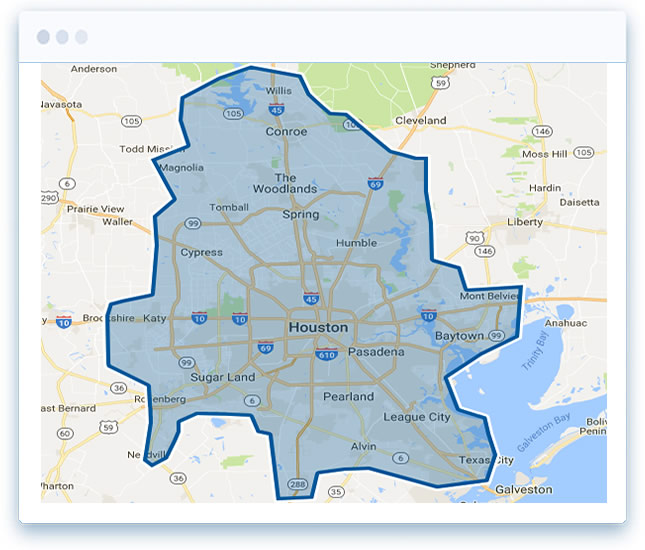 Shepherd
Anderson
59
Willis
Navasota
45
105
105
105
Cleveland
Conroe
146
Todd Miss
Moss Hill
105
Magnolia
The
Woodlands
6
69
Hardin
290
Prairie View
Tomball
Spring
Daisetta
Waller
99
Liberty
90
Humble
146
Cypress
45
Mont Belvieu
10
Brookshire
Katy
10
10
10
Anahuac
Houston
Baytown
99
69
610
Pasadena
Trinity Bay
99
Sugar Land
36
Rosenberg
Pearland
6
East Bernard
League City
59
60
Galveston Bay
Boliv
Penin
Alvin
Needville
6
Texas City
36
Wharton
288
35
Galveston